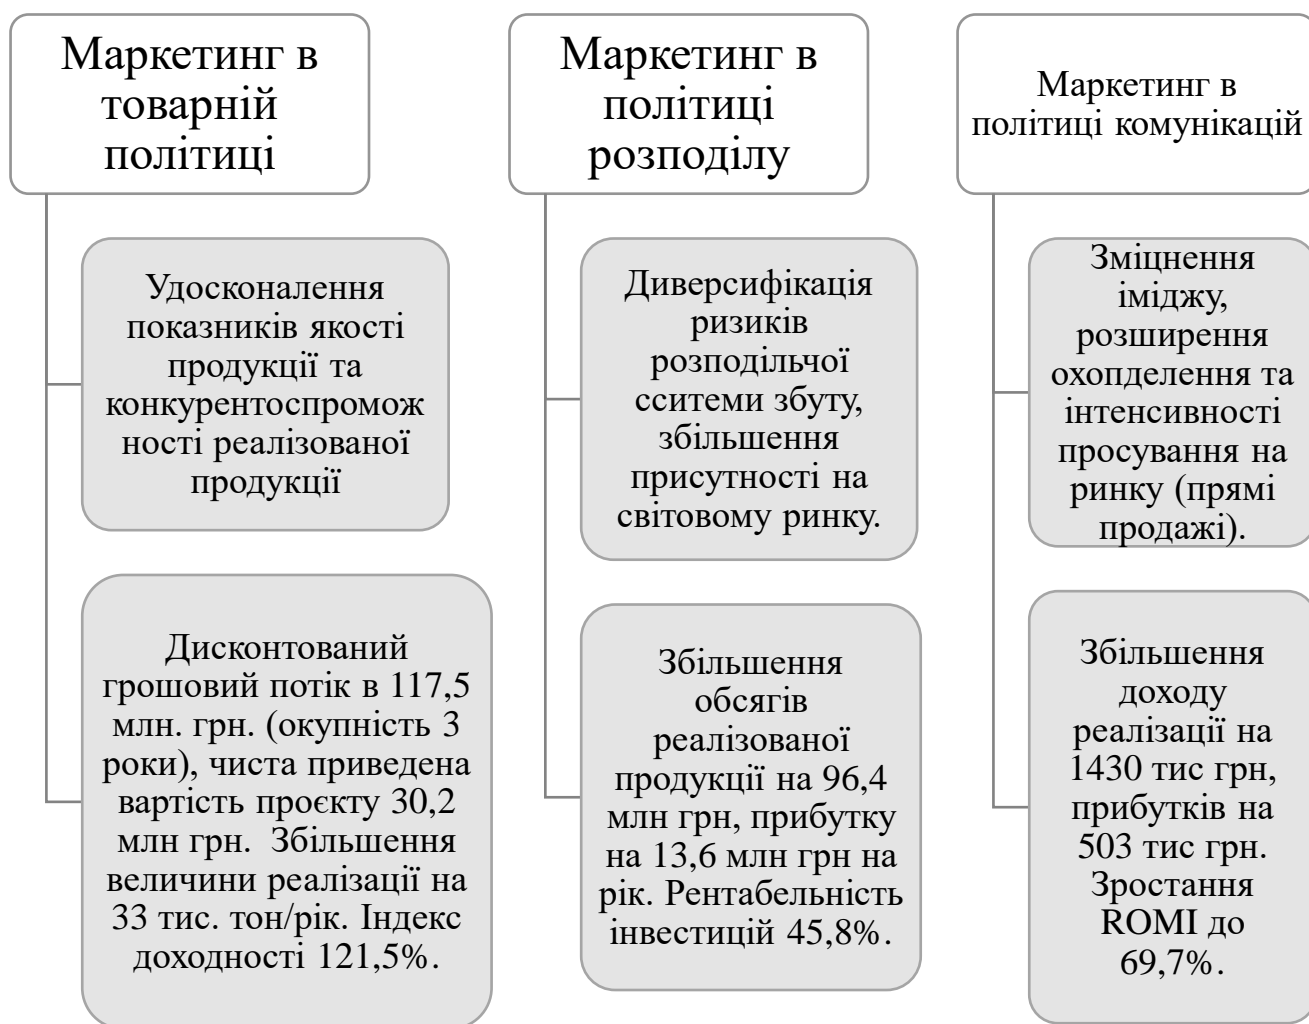 Маркетинг в
товарній
політиці
Удосконалення
показників якості
продукції та
конкурентоспромож
ності реалізованої
продукції
Дисконтований
грошовий потік в 117,5
млн. грн. (окупність 3
роки), чиста приведена
вартість проєкту 30,2
млн грн.  Збільшення
величини реалізації на
33 тис. тон/рік. Індекс
доходності 121,5%.
Маркетинг в
політиці
розподілу
Диверсифікація
ризиків
розподільчої
сситеми збуту,
збільшення
присутності на
світовому ринку.
Збільшення
обсягів
реалізованої
продукції на 96,4
млн грн, прибутку
на 13,6 млн грн на
рік. Рентабельність
інвестицій 45,8%.
Маркетинг в
політиці комунікацій
Зміцнення
іміджу,
розширення
охопделення та
інтенсивності
просування на
ринку (прямі
продажі).
Збільшення
доходу
реалізації на
1430 тис грн,
прибутків на
503 тис грн.
Зростання
ROMI до
69,7%.